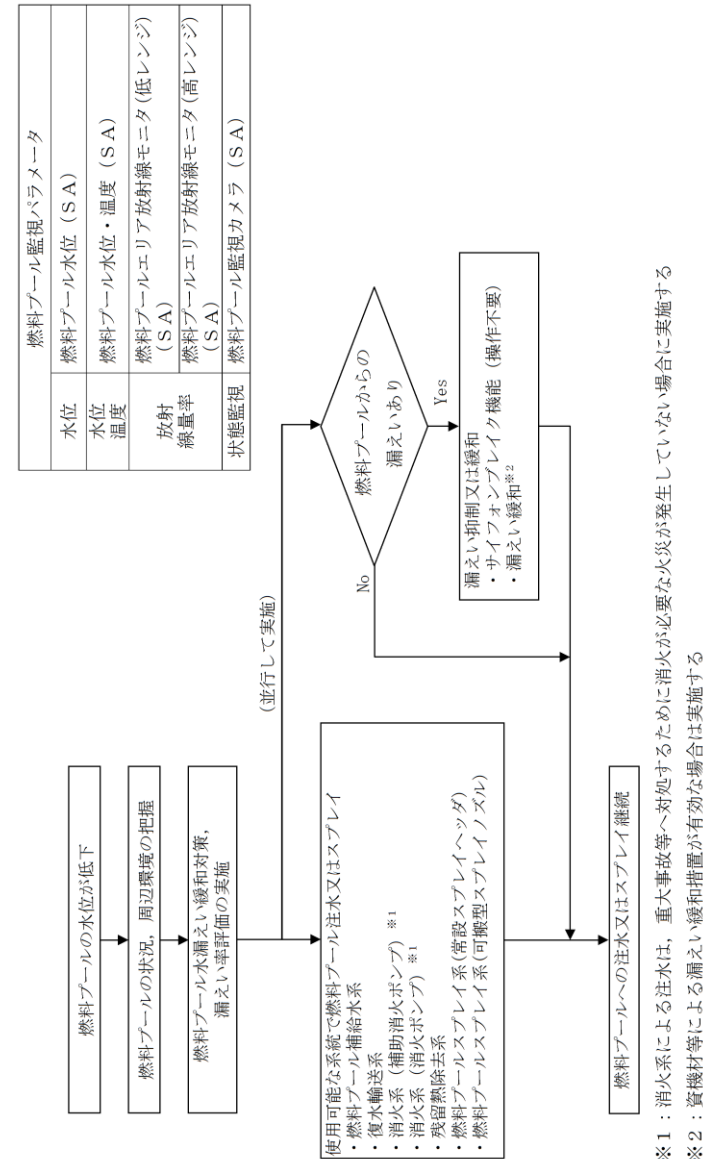 燃料プールの水位が低下
燃料プールの状況，周辺環境の把握
燃料プール水漏えい緩和対策，
漏えい率評価の実施
(並行して実施)
使用可能な系統で燃料プール注水又はスプレイ
・燃料プール補給水系
・復水輸送系
・消火系（補助消火ポンプ）※1
・消火系（消火ポンプ）※1
・残留熱除去系
・燃料プールスプレイ系(常設スプレイヘッダ)
・燃料プールスプレイ系(可搬型スプレイノズル)
燃料プールからの
漏えいあり
No
Yes
漏えい抑制又は緩和
・サイフォンブレイク機能（操作不要）
・漏えい緩和※2
燃料プールへの注水又はスプレイ継続
燃料プール監視パラメータ
水位 燃料プール水位（ＳＡ）
水位 燃料プール水位・温度（ＳＡ）
温度
放射 燃料プールエリア放射線モニタ(低レンジ)
線量率 （ＳＡ）
燃料プールエリア放射線モニタ(高レンジ)
（ＳＡ）
状態監視 燃料プール監視カメラ（ＳＡ）
※１：消火系による注水は，重大事故等へ対処するために消火が必要な火災が発生していない場合に実施する
※２：資機材等による漏えい緩和措置が有効な場合は実施する